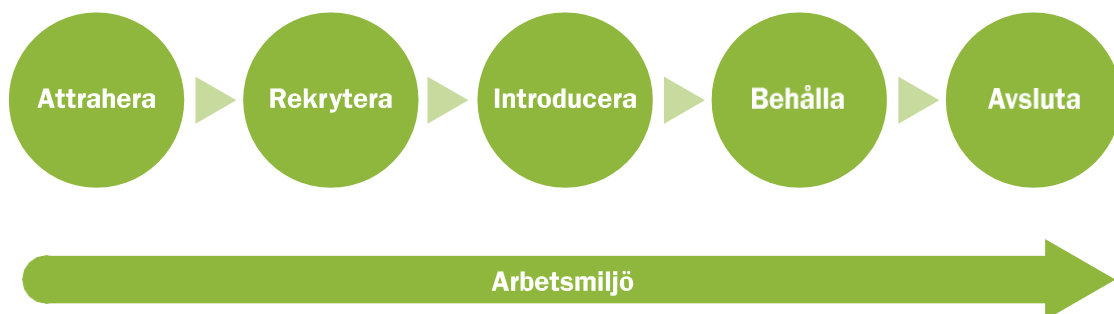 Attrahera
Rekrytera
Introducera
Behålla
Avsluta
Arbetsmiljö